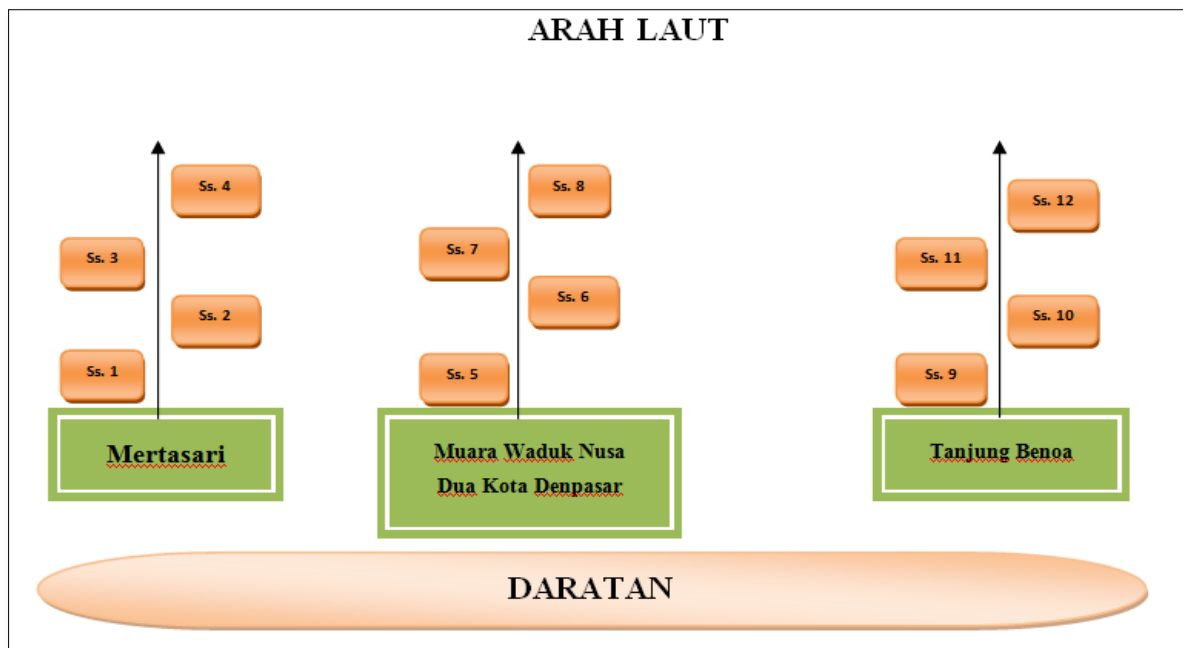 ARAH LAUT
Ss. 4
Ss. 3
Ss. 2
Ss. 1
Mertasari
Ss. 8
Ss. 7
Ss. 6
Ss. 5
Muara Waduk Nusa
Dua Kota Denpasar
Ss. 12
Ss. 11
Ss. 10
Ss. 9
Tanjung Benoa
DARATAN